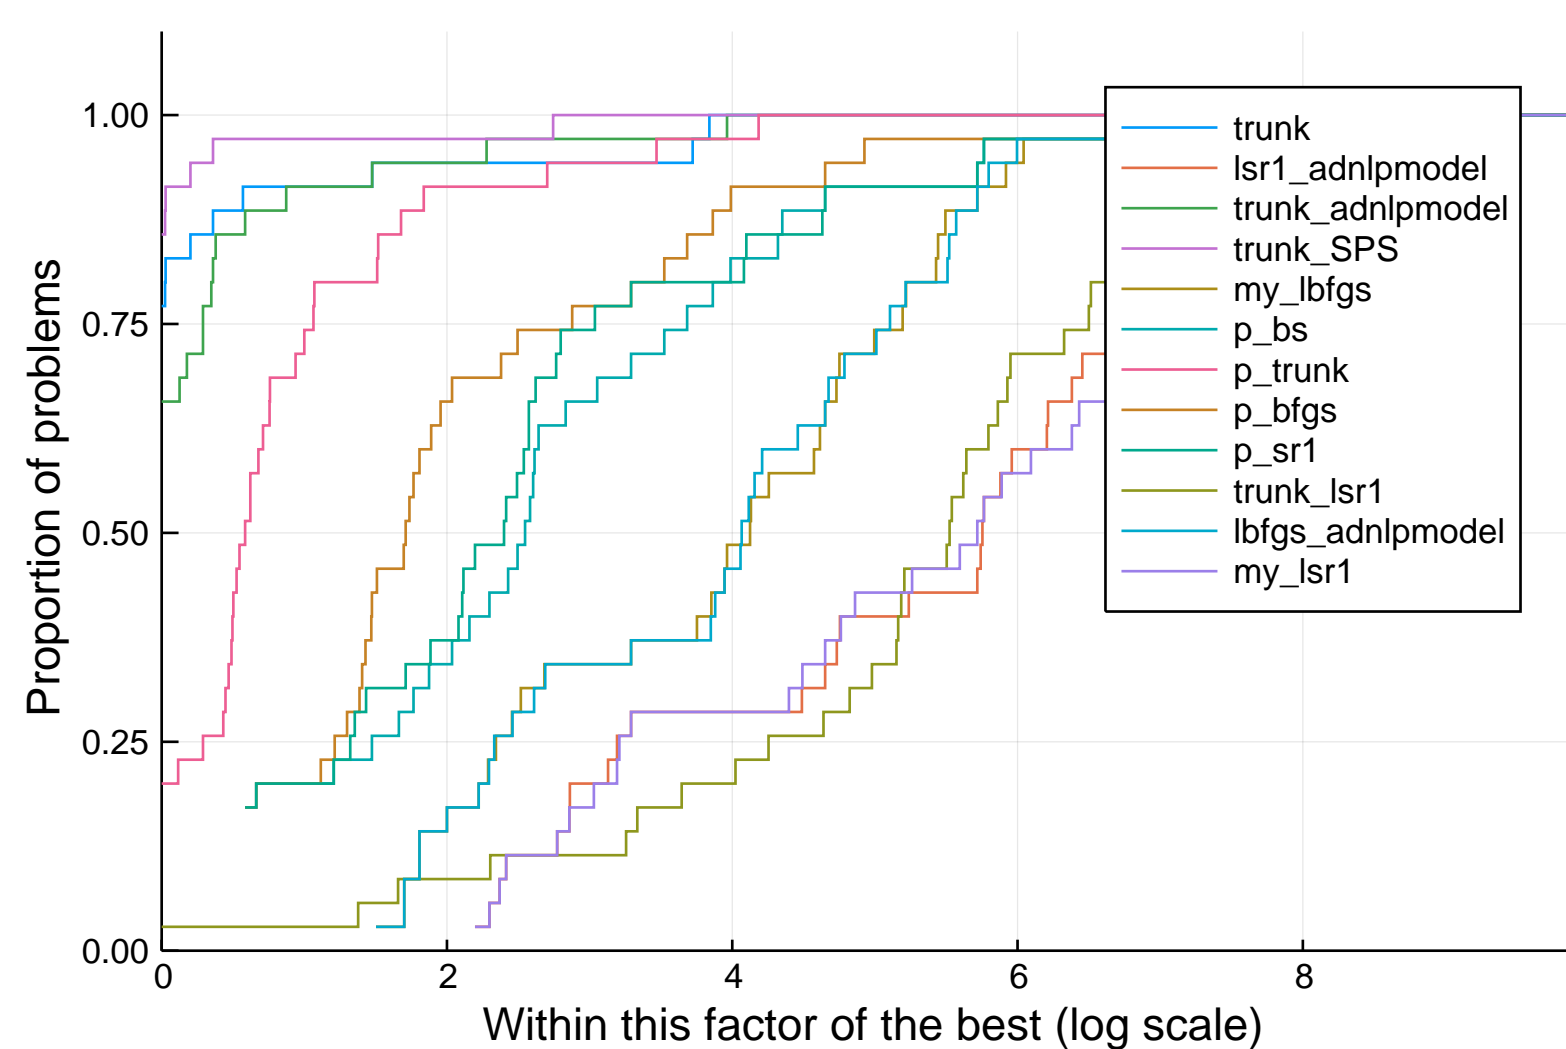 1.00
0.75
0.50
0.25
0.00
0
2
4
6
8
Proportion of problems
Within this factor of the best (log scale)
trunk
lsr1_adnlpmodel
trunk_adnlpmodel
trunk_SPS
my_lbfgs
p_bs
p_trunk
p_bfgs
p_sr1
trunk_lsr1
lbfgs_adnlpmodel
my_lsr1